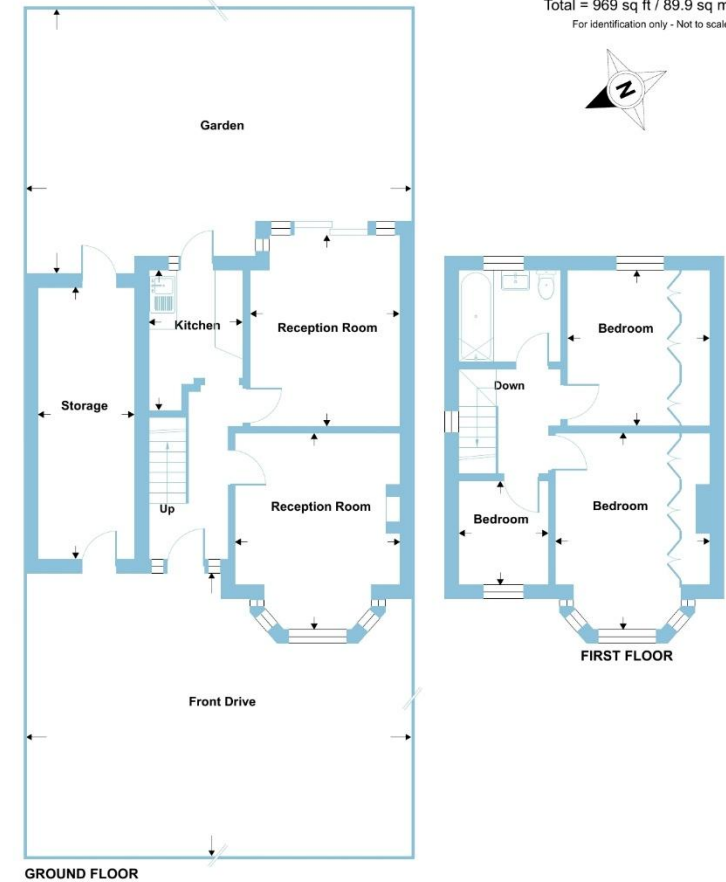 Total = 969 sq ft / 89.9 sq m
For identification only - Not to scale
N
Garden
Kitchen
Reception Room
Bedroom
Storage
Down
Up
Reception Room
Bedroom
Bedroom
FIRST FLOOR
Front Drive
GROUND FLOOR